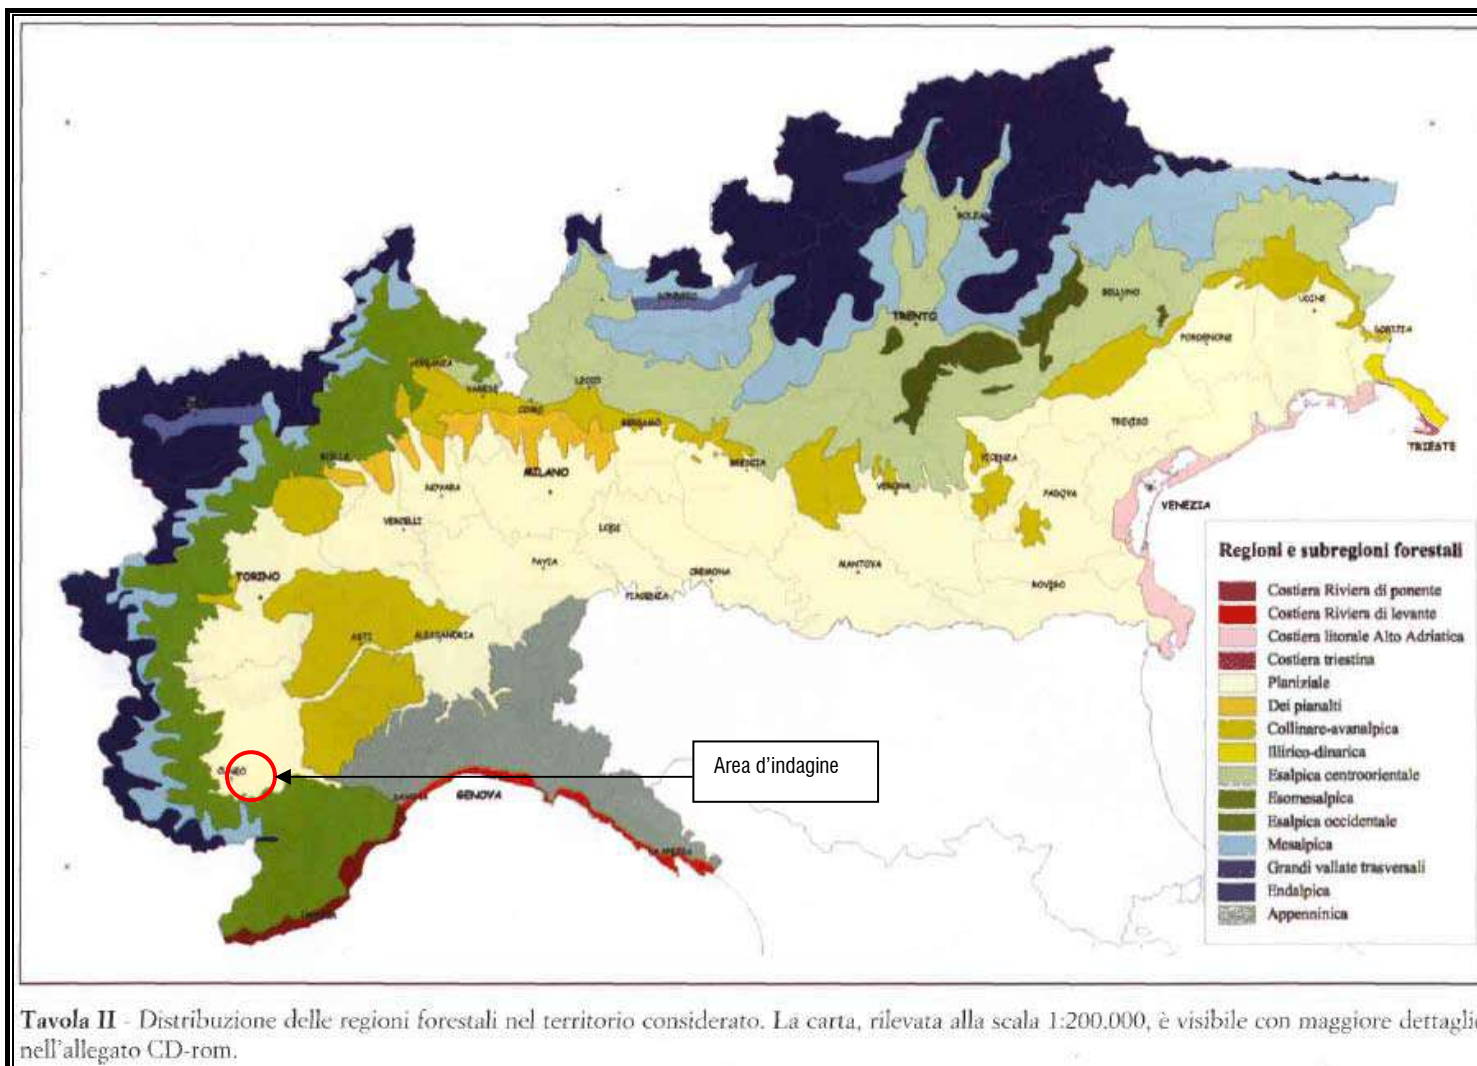 BOLZANO
SONDRIO
TRENTO
BELLUNO
UDINE
PORDENONE
GORIZIA
VERBANIA
VARESE
LECCO
COMO
BERGAMO
TREVISO
TRIESTE
BIELLA
MILANO
BRESCIA
VICENZA
NOVARA
VERONA
PADOVA
VENEZIA
VERCELLI
LODI
PAVIA
CREMONA
MANTOVA
ROVIGO
TORINO
PIACENZA
ASTI
ALESSANDRIA
CUNEO
Area d'indagine
SAVONA
GENOVA
LA SPEZIA
IMPERIA
Regioni e subregioni forestali
Costiera Riviera di ponente
Costiera Riviera di levante
Costiera litorale Alto Adriatica
Costiera triestina
Planiziale
Dei pianalti
Collinare-avanalpica
Illirico-dinarica
Esalpica centroorientale
Esomesalpica
Esalpica occidentale
Mesalpica
Grandi vallate trasversali
Endalpica
Appenninica
Tavola II - Distribuzione delle regioni forestali nel territorio considerato. La carta, rilevata alla scala 1:200.000, è visibile con maggiore dettaglio
nell'allegato CD-rom.